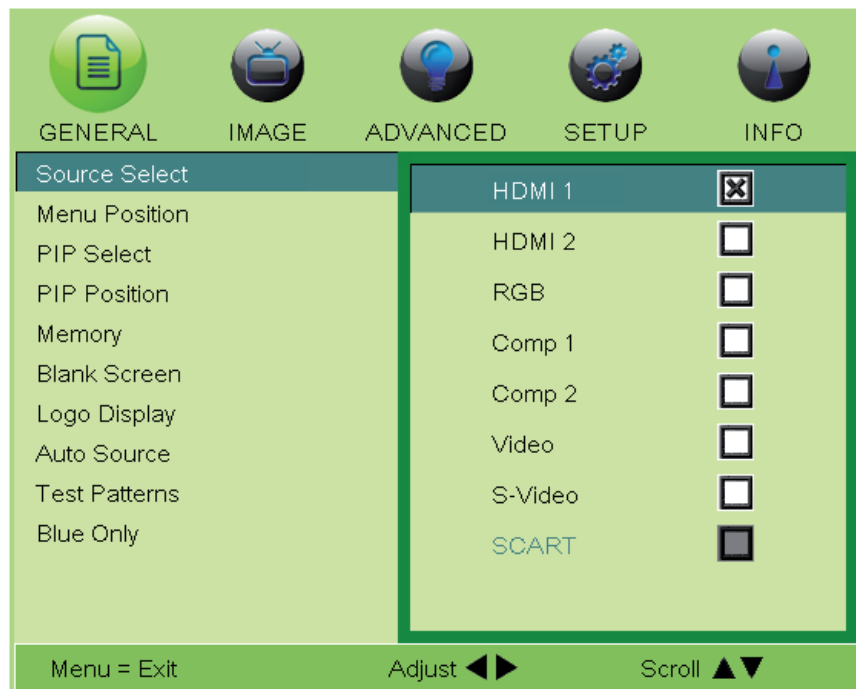 GENERAL IMAGE ADVANCED SETUP INFO
Source Select
Menu Position
PIP Select
PIP Position
Memory
Blank Screen
Logo Display
Auto Source
Test Patterns
Blue Only
HDMI 1
HDMI 2
RGB
Comp 1
Comp 2
Video
S-Video
SCART
Menu = Exit Adjust ◀▶ Scroll ▲▼